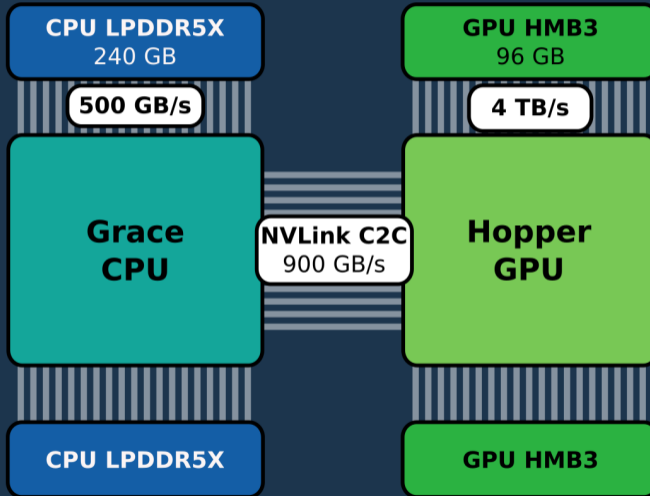 CPU LPDDR5X
240 GB
GPU HMB3
96 GB
500 GB/s
4 TB/s
Grace
CPU
NVLink C2C
900 GB/s
Hopper
GPU
CPU LPDDR5X
GPU HMB3